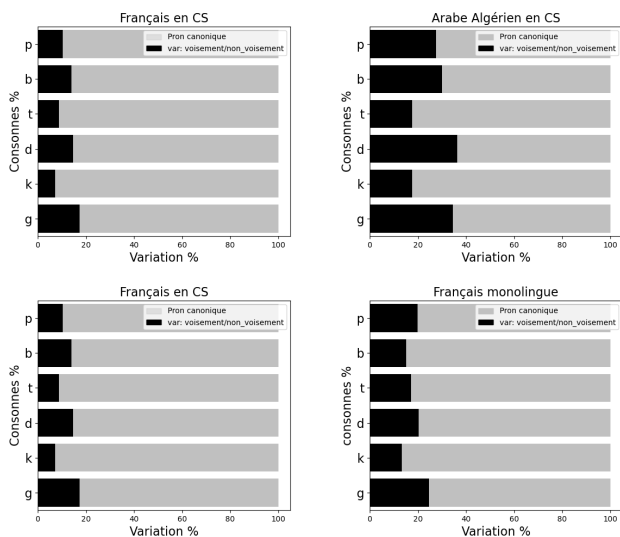 Français en CS
Pron canonique
var: voisement/non_voisement
Consonnes %
p
b
t
d
k
g
0 20 40 60 80 100
Variation %
Arabe Algérien en CS
Pron canonique
var: voisement/non_voisement
Consonnes %
p
b
t
d
k
g
0 20 40 60 80 100
Variation %
Français en CS
Pron canonique
var: voisement/non_voisement
Consonnes %
p
b
t
d
k
g
0 20 40 60 80 100
Variation %
Français monolingue
Pron canonique
var: voisement/non_voisement
consonnes %
p
b
t
d
k
g
0 20 40 60 80 100
Variation %